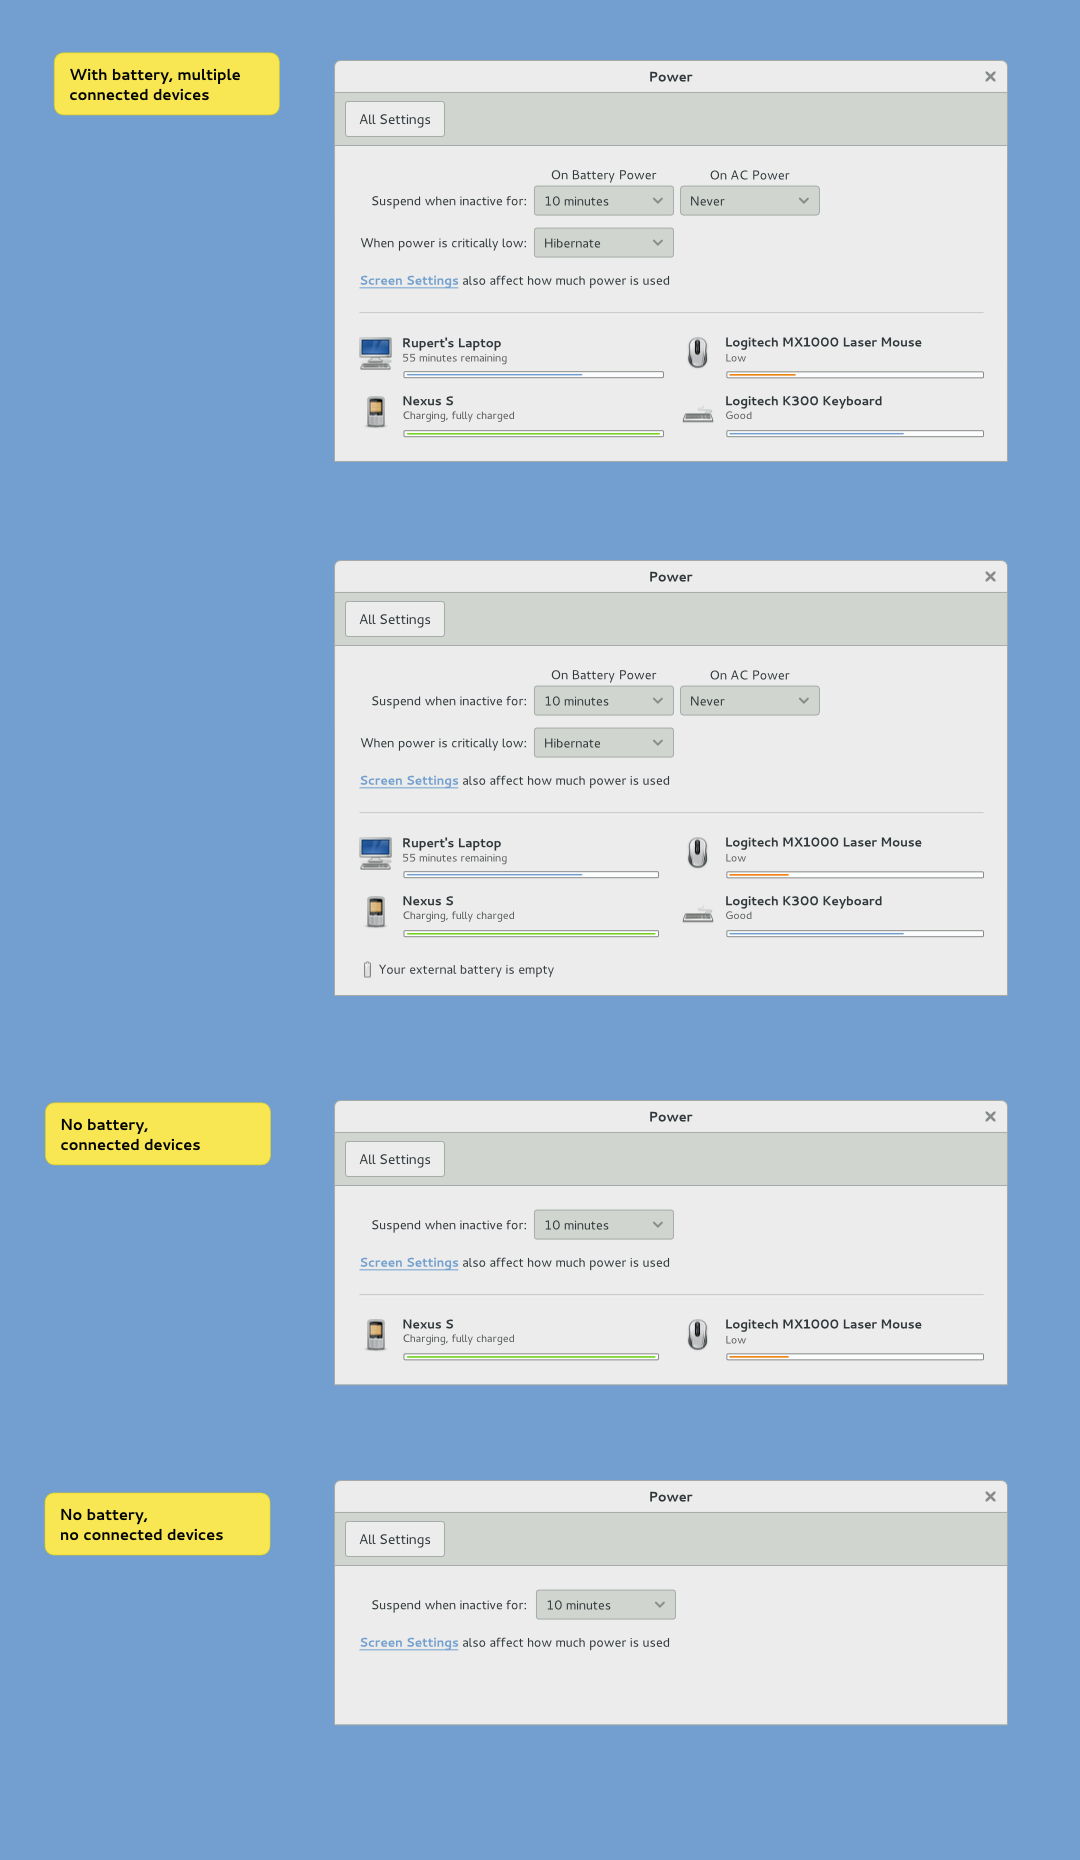 With battery, multiple
connected devices
Power
All Settings
On Battery Power On AC Power
Suspend when inactive for: 10 minutes Never
When power is critically low: Hibernate
Screen Settings also affect how much power is used
Rupert's Laptop
55 minutes remaining
Logitech MX1000 Laser Mouse
Low
Nexus S
Charging, fully charged
Logitech K300 Keyboard
Good
Power
All Settings
On Battery Power On AC Power
Suspend when inactive for: 10 minutes Never
When power is critically low: Hibernate
Screen Settings also affect how much power is used
Rupert's Laptop
55 minutes remaining
Logitech MX1000 Laser Mouse
Low
Nexus S
Charging, fully charged
Logitech K300 Keyboard
Good
Your external battery is empty
No battery,
connected devices
Power
All Settings
Suspend when inactive for: 10 minutes
Screen Settings also affect how much power is used
Nexus S
Charging, fully charged
Logitech MX1000 Laser Mouse
Low
No battery,
no connected devices
Power
All Settings
Suspend when inactive for: 10 minutes
Screen Settings also affect how much power is used